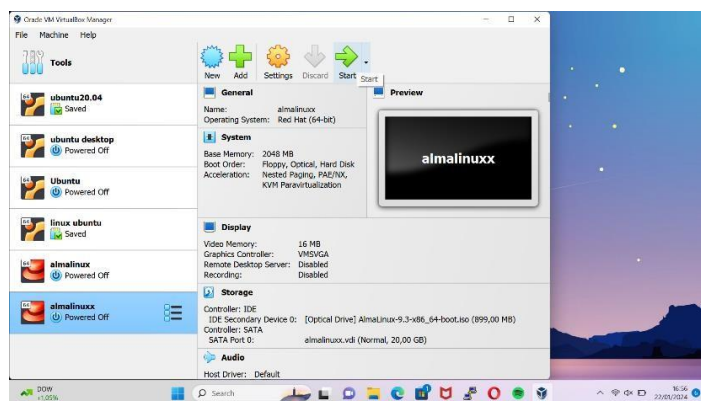 Oracle VM VirtualBox Manager
File Machine Help
Tools
New Add Settings Discard Start
Start
ubuntu20.04
Saved
ubuntu desktop
Powered Off
Ubuntu
Powered Off
linux ubuntu
Saved
almalinux
Powered Off
almalinuxx
Powered Off
General
Name: almalinuxx
Operating System: Red Hat (64-bit)
Preview
almalinuxx
System
Base Memory: 2048 MB
Boot Order: Floppy, Optical, Hard Disk
Acceleration: Nested Paging, PAE/NX,
KVM Paravirtualization
Display
Video Memory: 16 MB
Graphics Controller: VMSVGA
Remote Desktop Server: Disabled
Recording: Disabled
Storage
Controller: IDE
IDE Secondary Device 0: [Optical Drive] AlmaLinux-9.3-x86_64-boot.iso (899,00 MB)
Controller: SATA
SATA Port 0: almalinuxx.vdi (Normal, 20,00 GB)
Audio
Host Driver: Default
DOW
+1,05%
Search
16:56
22/01/2024